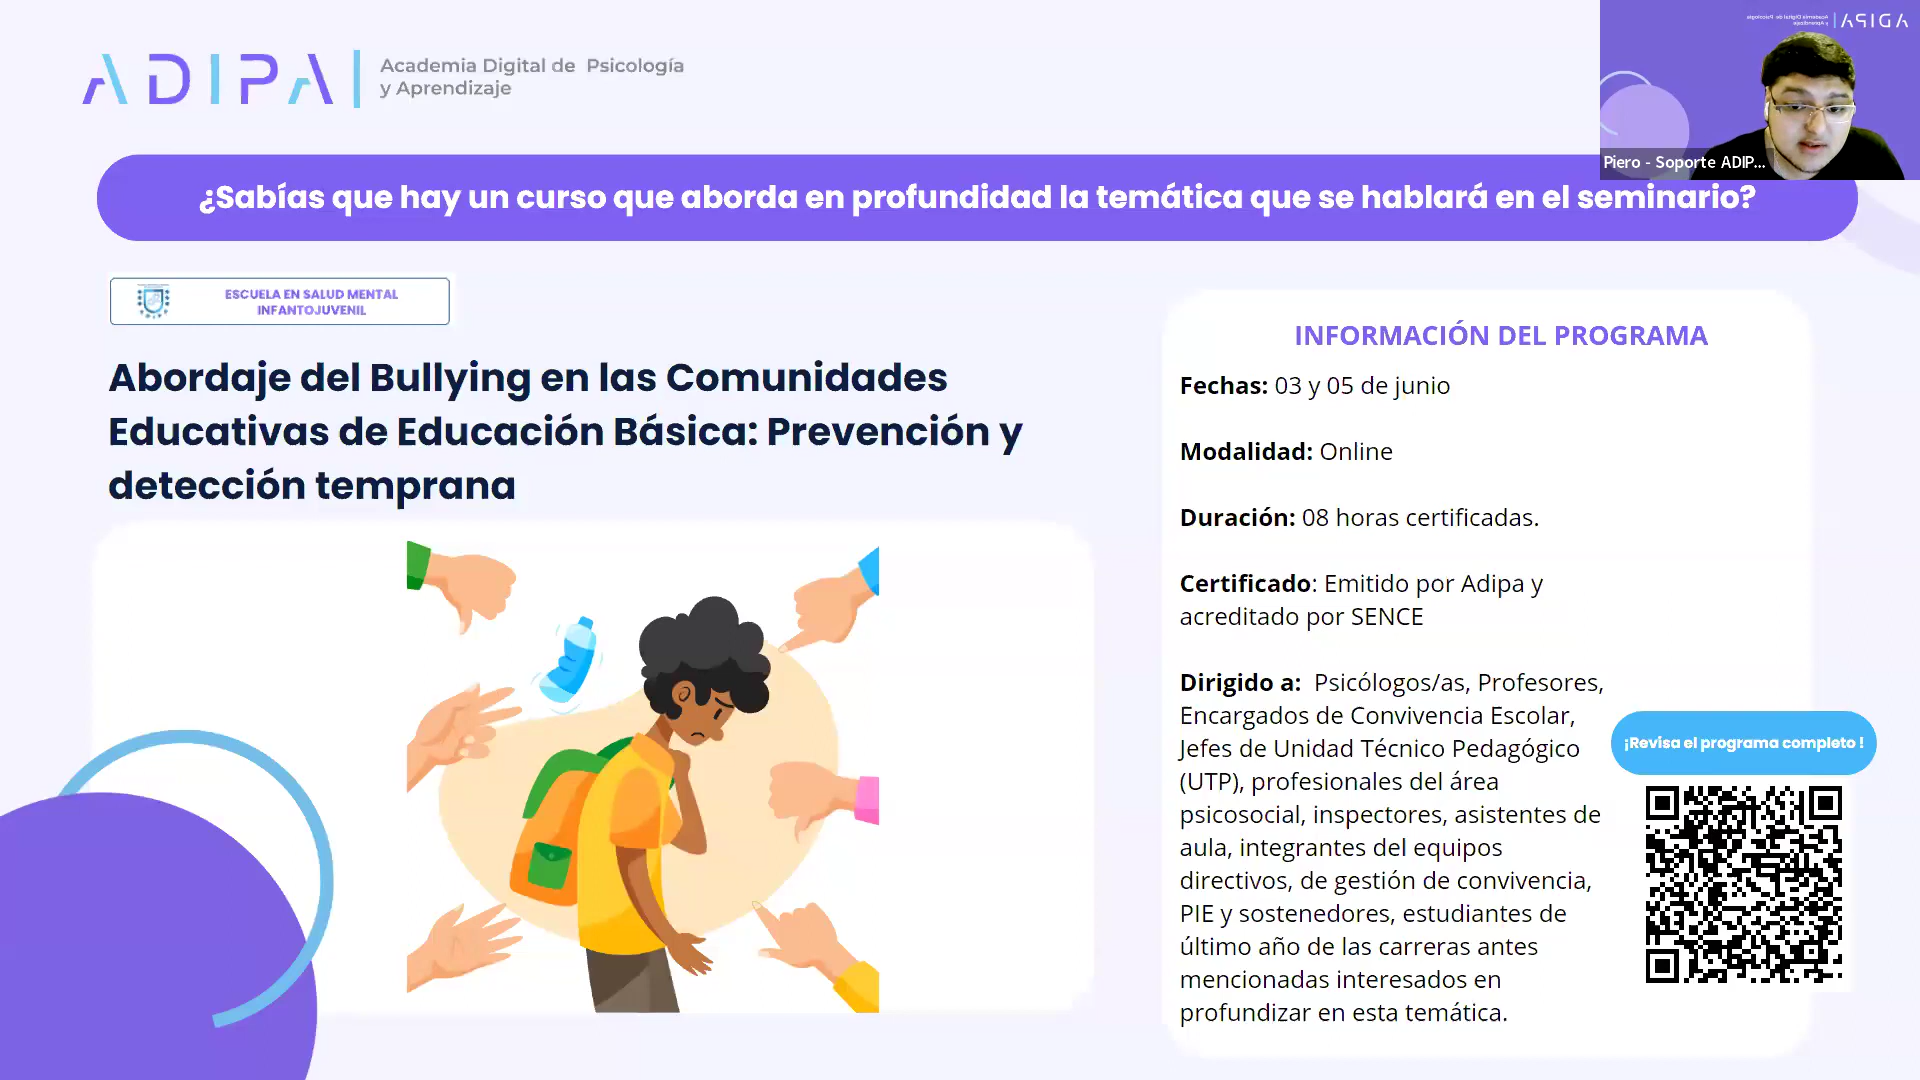 ADIPA
Academia Digital de Psicología
y Aprendizaje
ADIPA
Academia Digital de Psicología
y Aprendizaje
Piero - Soporte ADIP...
¿Sabías que hay un curso que aborda en profundidad la temática que se hablará en el seminario?
ESCUELA EN SALUD MENTAL
INFANTOJUVENIL
Abordaje del Bullying en las Comunidades
Educativas de Educación Básica: Prevención y
detección temprana
INFORMACIÓN DEL PROGRAMA
Fechas: 03 y 05 de junio
Modalidad: Online
Duración: 08 horas certificadas.
Certificado: Emitido por Adipa y
acreditado por SENCE
Dirigido a: Psicólogos/as, Profesores,
Encargados de Convivencia Escolar,
Jefes de Unidad Técnico Pedagógico
(UTP), profesionales del área
psicosocial, inspectores, asistentes de
aula, integrantes del equipos
directivos, de gestión de convivencia,
PIE y sostenedores, estudiantes de
último año de las carreras antes
mencionadas interesados en
profundizar en esta temática.
¡Revisa el programa completo !